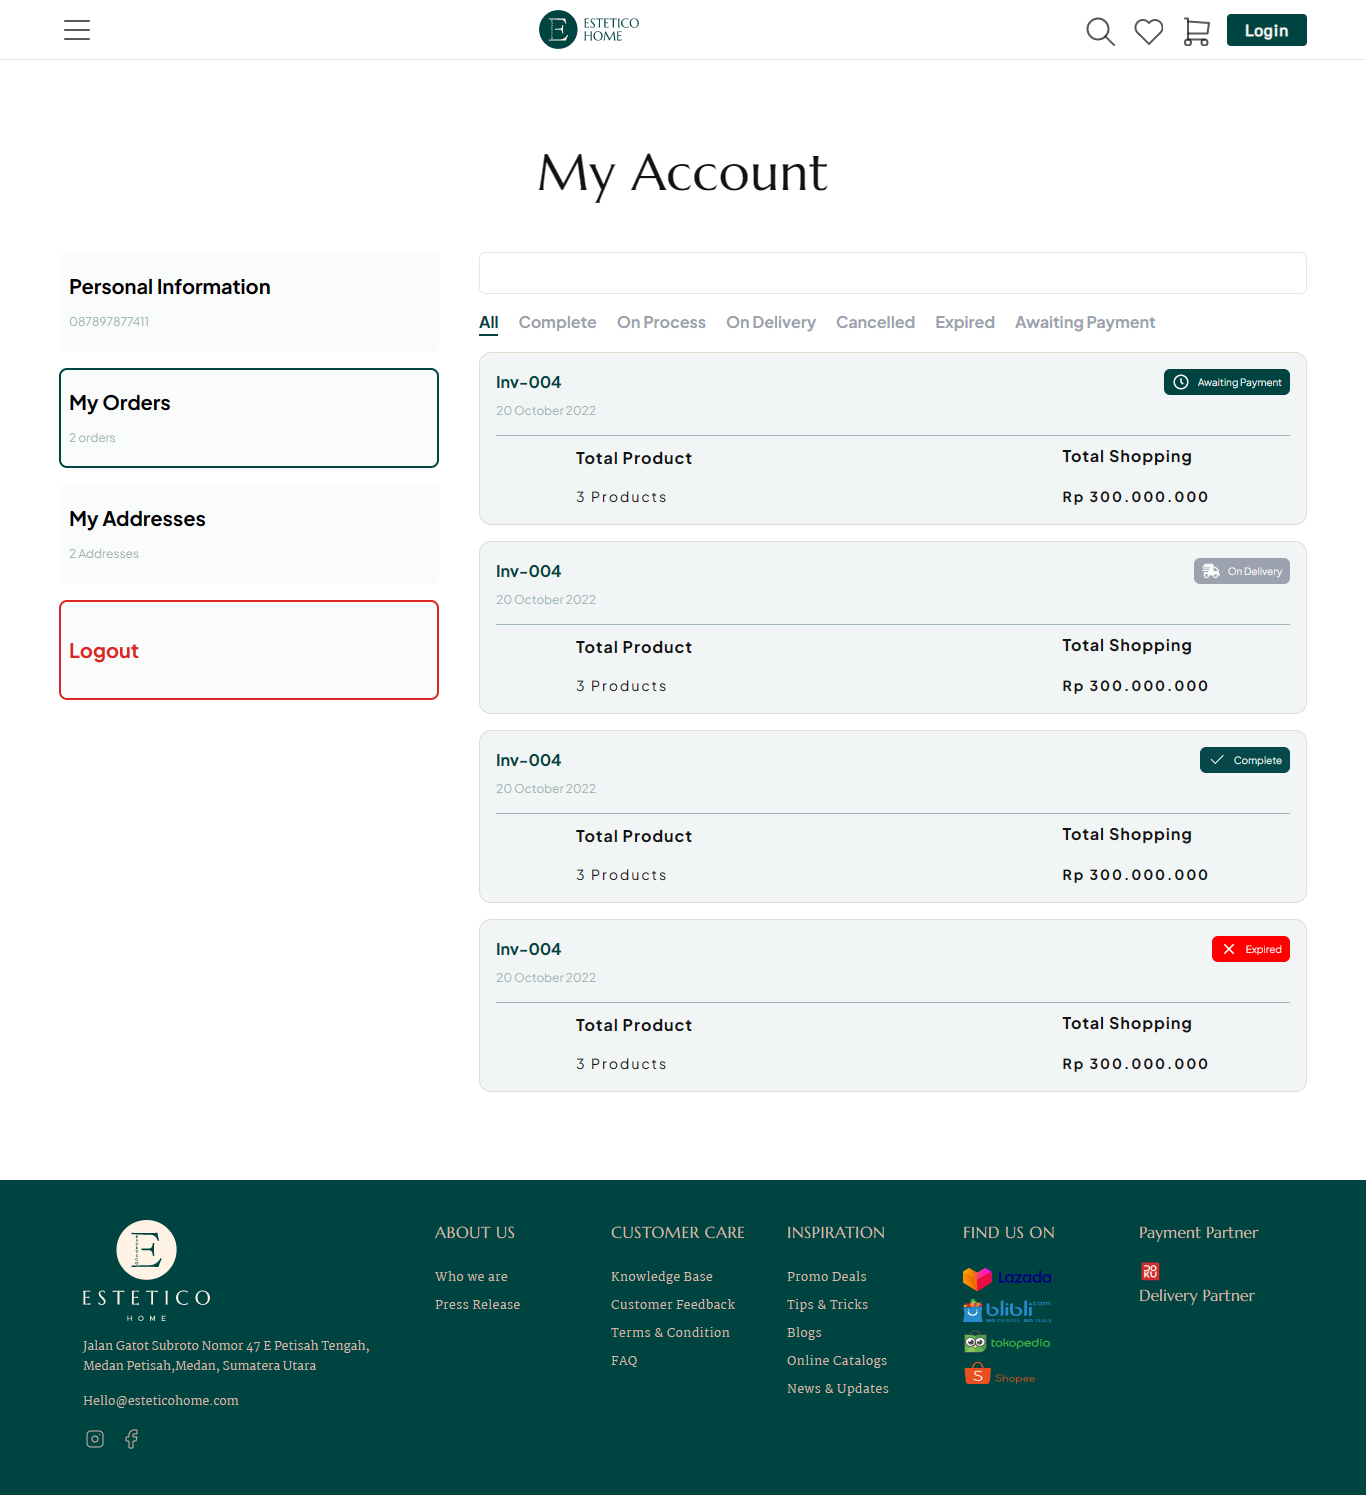 E ESTETICO
HOME
Login
My Account
Personal Information
087897877411
My Orders
2 orders
My Addresses
2 Addresses
Logout
All Complete On Process On Delivery Cancelled Expired Awaiting Payment
Inv-004
Awaiting Payment
20 October 2022
Total Product Total Shopping
3 Products Rp 300.000.000
Inv-004
On Delivery
20 October 2022
Total Product Total Shopping
3 Products Rp 300.000.000
Inv-004
Complete
20 October 2022
Total Product Total Shopping
3 Products Rp 300.000.000
Inv-004
Expired
20 October 2022
Total Product Total Shopping
3 Products Rp 300.000.000
E
ESTETICO
HOME
Jalan Gatot Subroto Nomor 47 E Petisah Tengah,
Medan Petisah,Medan, Sumatera Utara
Hello@esteticohome.com
ABOUT US
Who we are
Press Release
CUSTOMER CARE
Knowledge Base
Customer Feedback
Terms & Condition
FAQ
INSPIRATION
Promo Deals
Tips & Tricks
Blogs
Online Catalogs
News & Updates
FIND US ON
Lazada
blibli.com
BIG CHOICES BIG DEALS
tokopedia
S Shopee
Payment Partner
DOKU
Delivery Partner